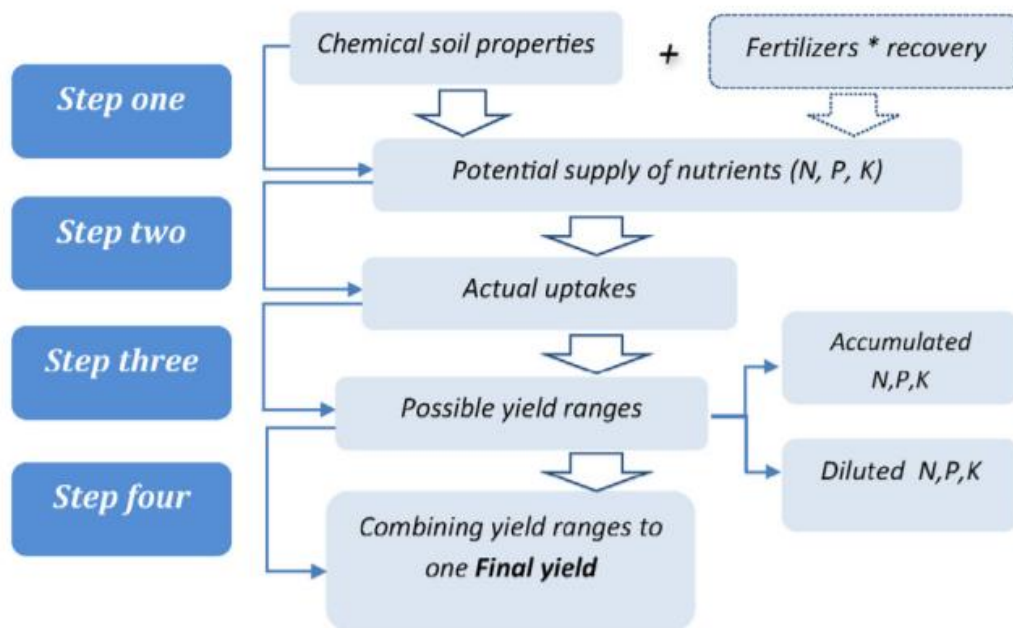 Chemical soil properties
+
Fertilizers * recovery
Step one
Potential supply of nutrients (N, P, K)
Step two
Actual uptakes
Step three
Possible yield ranges
Accumulated
N,P,K
Diluted N,P,K
Step four
Combining yield ranges to
one Final yield